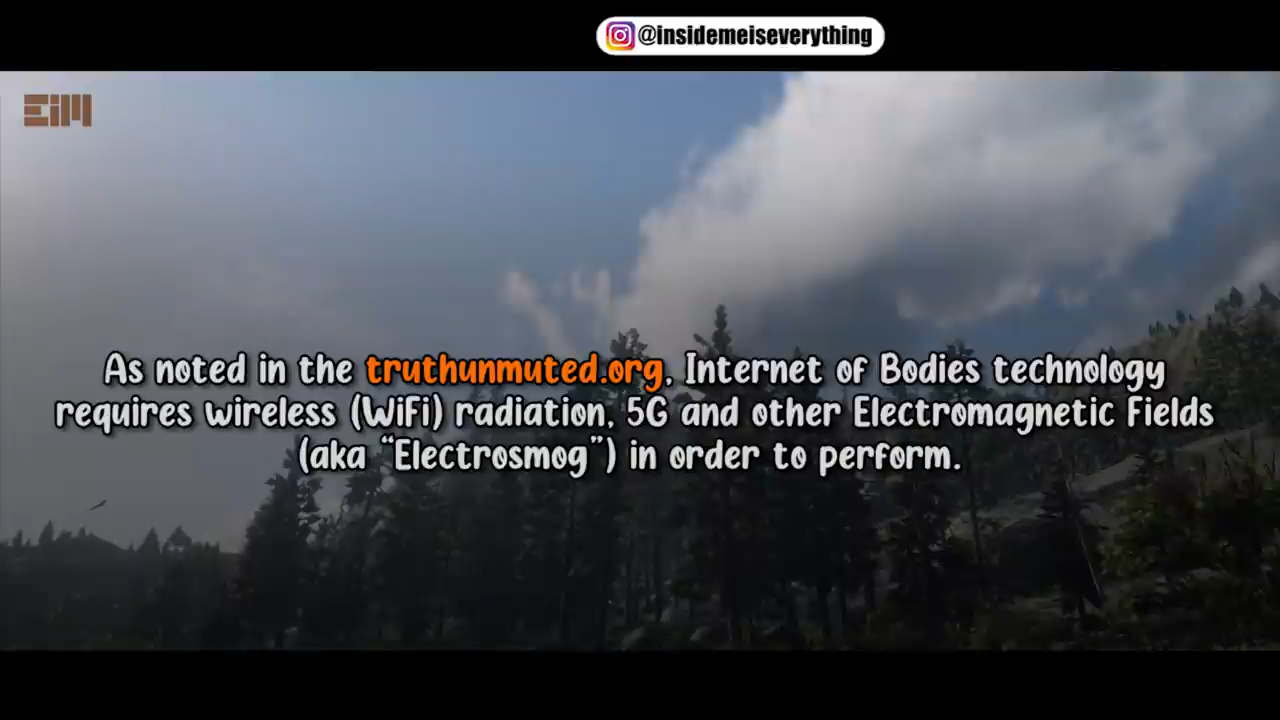 @insidemeiseverything
EiM
As noted in the truthunmuted.org, Internet of Bodies technology
requires wireless (WiFi) radiation, 5G and other Electromagnetic Fields
(aka “Electrosmog”) in order to perform.